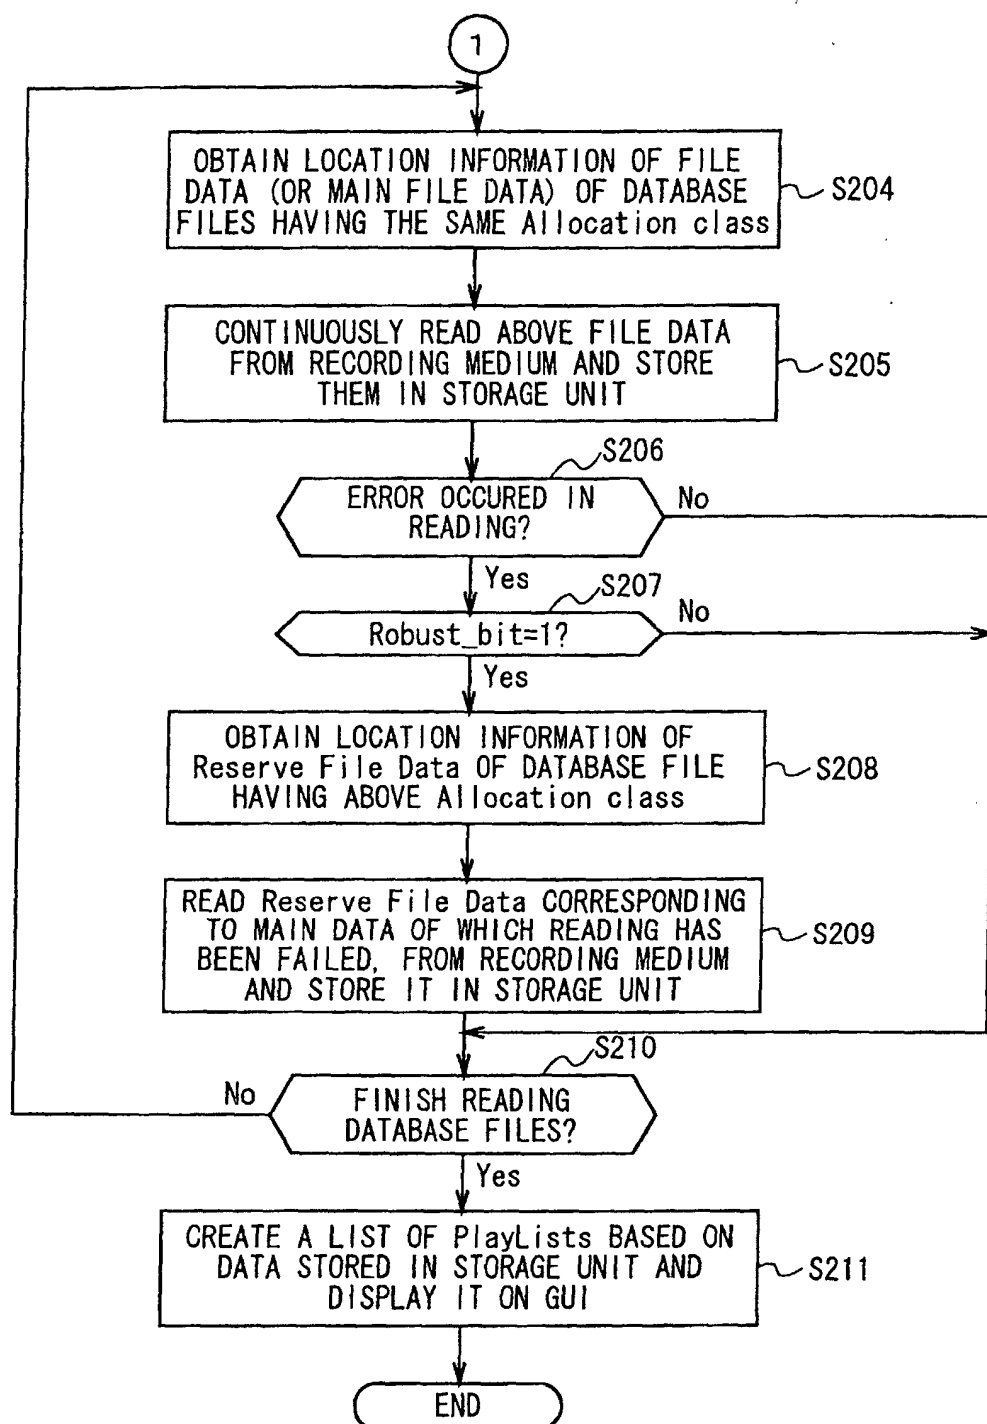 1
OBTAIN LOCATION INFORMATION OF FILE
DATA (OR MAIN FILE DATA) OF DATABASE
FILES HAVING THE SAME Allocation class
S204
CONTINUOUSLY READ ABOVE FILE DATA
FROM RECORDING MEDIUM AND STORE
THEM IN STORAGE UNIT
S205
S206
ERROR OCCURED IN
READING?
No
Yes
S207
Robust_bit=1?
No
Yes
OBTAIN LOCATION INFORMATION OF
Reserve File Data OF DATABASE FILE
HAVING ABOVE Allocation class
S208
READ Reserve File Data CORRESPONDING
TO MAIN DATA OF WHICH READING HAS
BEEN FAILED, FROM RECORDING MEDIUM
AND STORE IT IN STORAGE UNIT
S209
S210
No
FINISH READING
DATABASE FILES?
Yes
CREATE A LIST OF PlayLists BASED ON
DATA STORED IN STORAGE UNIT AND
DISPLAY IT ON GUI
S211
END